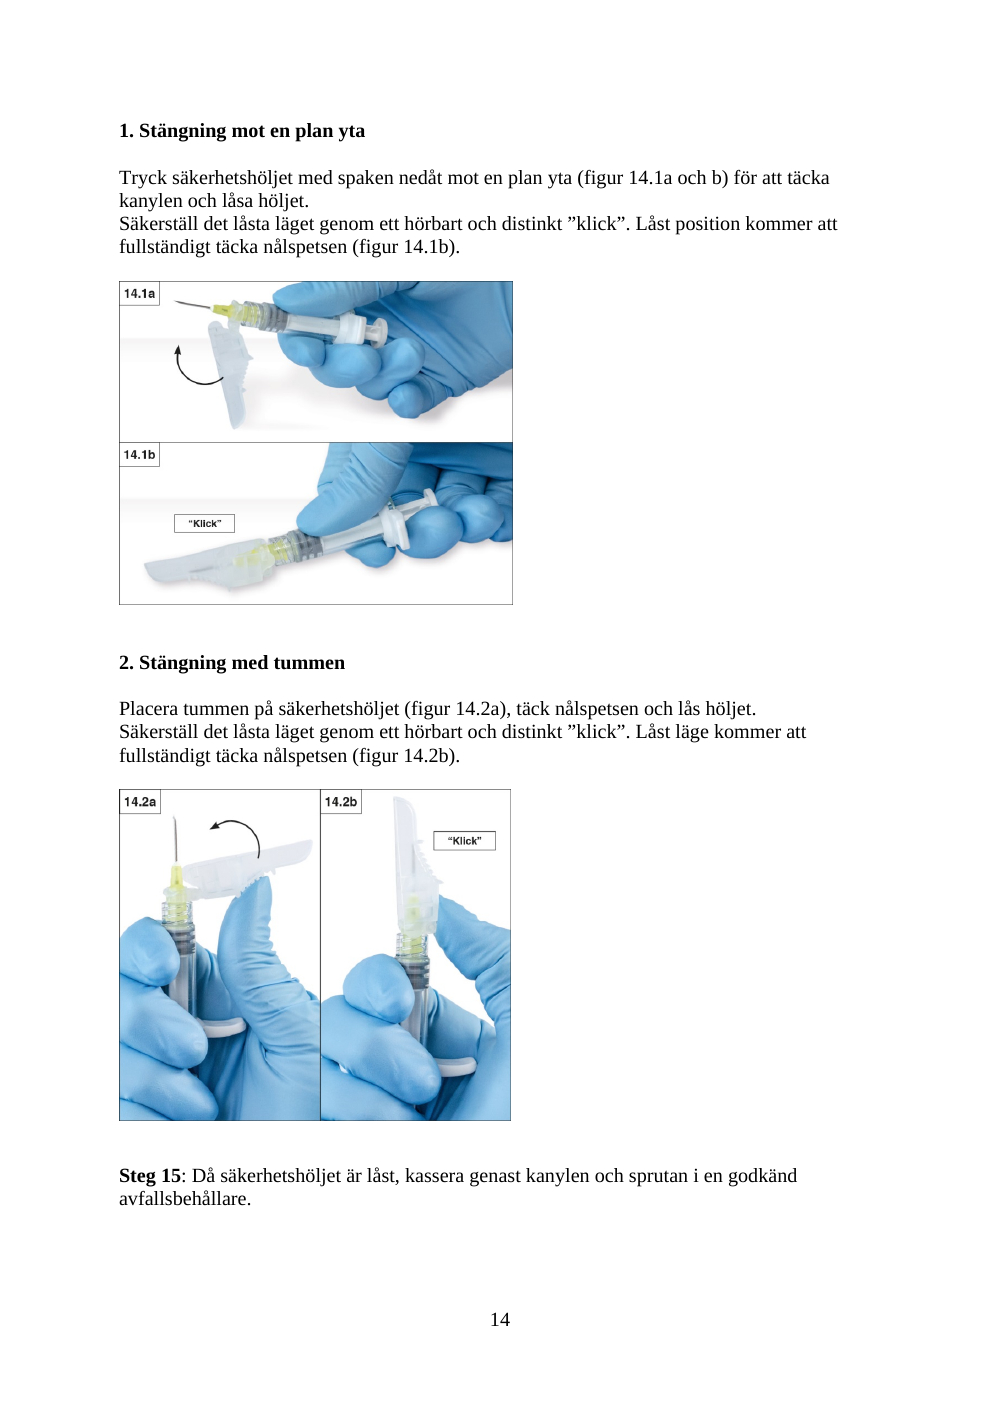 1. Stängning mot en plan yta
Tryck säkerhetshöljet med spaken nedåt mot en plan yta (figur 14.1a och b) för att täcka
kanylen och låsa höljet.
Säkerställ det låsta läget genom ett hörbart och distinkt ”klick”. Låst position kommer att
fullständigt täcka nålspetsen (figur 14.1b).
14.1a
14.1b
“Klick”
2. Stängning med tummen
Placera tummen på säkerhetshöljet (figur 14.2a), täck nålspetsen och lås höljet.
Säkerställ det låsta läget genom ett hörbart och distinkt ”klick”. Låst läge kommer att
fullständigt täcka nålspetsen (figur 14.2b).
14.2a
14.2b
“Klick”
Steg 15: Då säkerhetshöljet är låst, kassera genast kanylen och sprutan i en godkänd
avfallsbehållare.
14